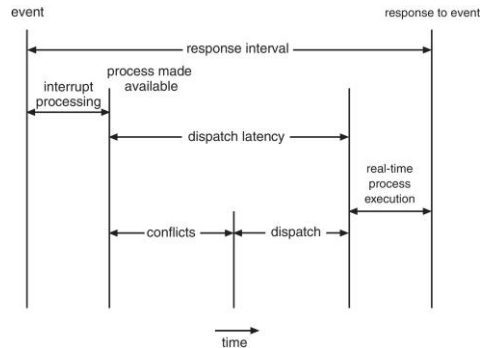 event
response to event
response interval
process made
available
interrupt
processing
dispatch latency
real-time
process
execution
conflicts
dispatch
time